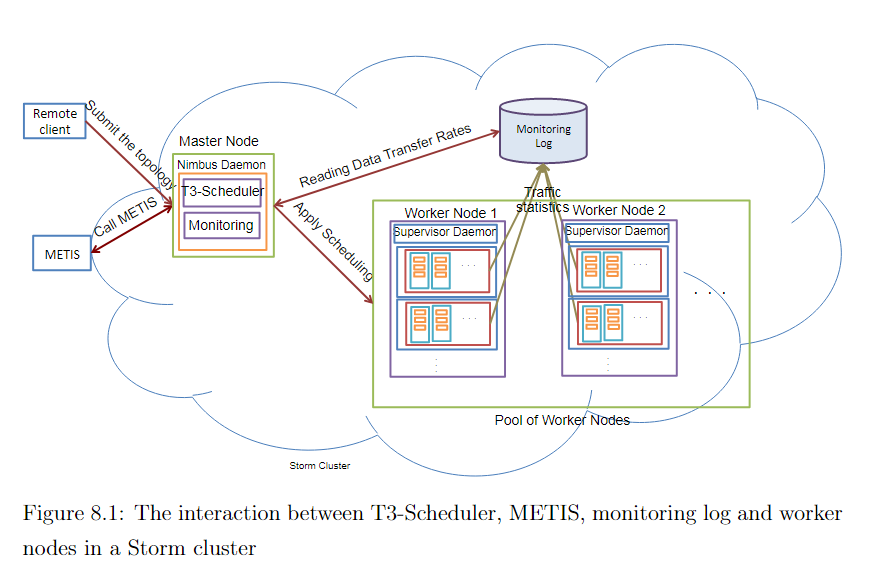 Remote
client
Submit the topology
Master Node
Nimbus Daemon
T3-Scheduler
Monitoring
Call METIS
METIS
Reading Data Transfer Rates
Monitoring
Log
Apply Scheduling
Traffic
statistics
Worker Node 1
Supervisor Daemon
. . .
. . .
Worker Node 2
Supervisor Daemon
. . .
. . .
. . .
Pool of Worker Nodes
Storm Cluster
Figure 8.1: The interaction between T3-Scheduler, METIS, monitoring log and worker
nodes in a Storm cluster